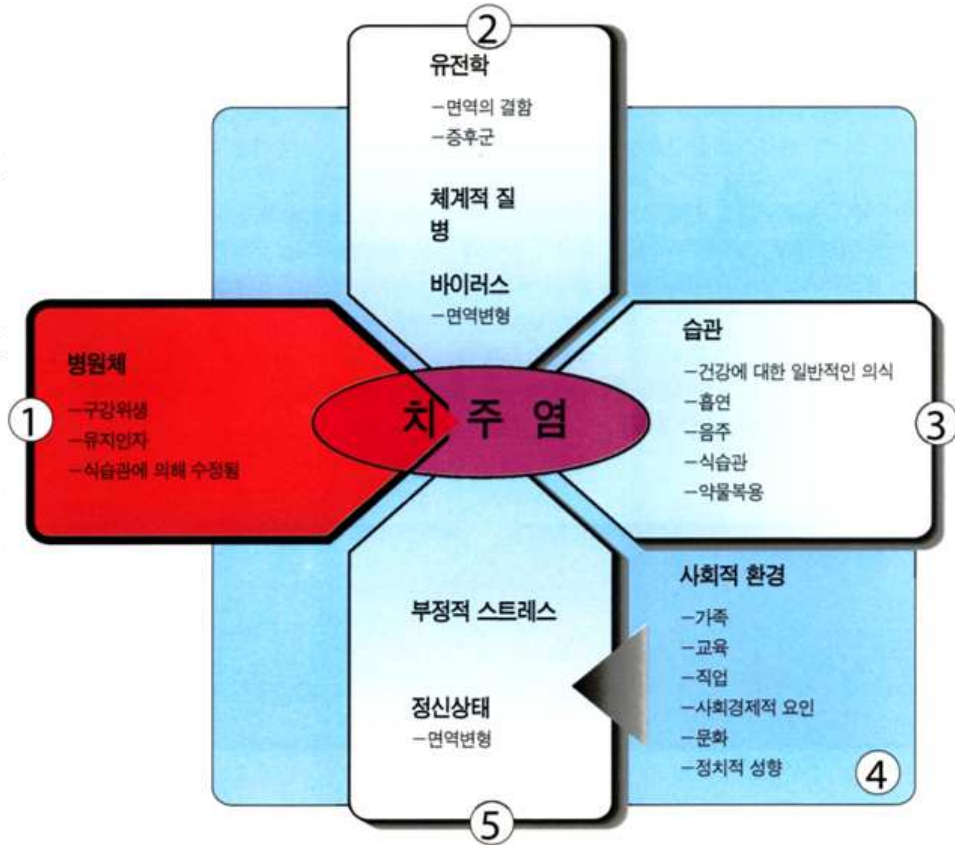 ②
유전학
–면역의 결함
–증후군
체계적 질
병
바이러스
–면역변형
①
병원체
–구강위생
–유지인자
–식습관에 의해 수정됨
치 주 염
③
습관
–건강에 대한 일반적인 의식
–흡연
–음주
–식습관
–약물복용
부정적 스트레스
정신상태
–면역변형
⑤
사회적 환경
–가족
–교육
–직업
–사회경제적 요인
–문화
–정치적 성향
④